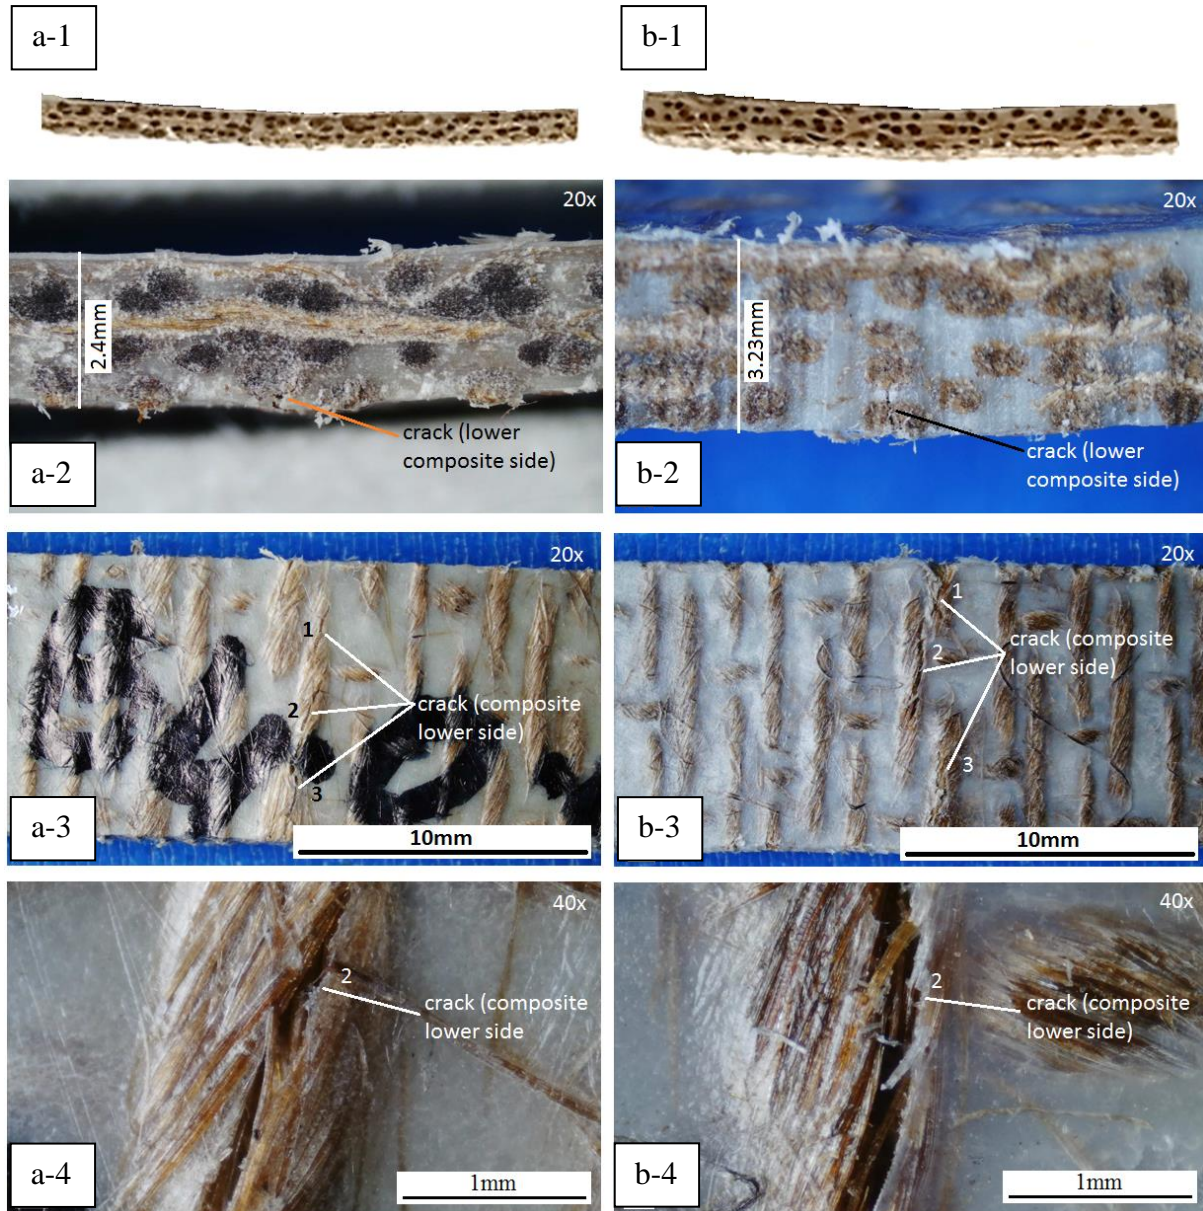 a-1
b-1
20x
2.4mm
crack (lower
composite side)
a-2
20x
3.23mm
crack (lower
composite side)
b-2
20x
1
2
3
crack (composite
lower side)
10mm
a-3
20x
1
2
3
crack (composite
lower side)
10mm
b-3
40x
2
crack (composite
lower side
1mm
a-4
40x
2
crack (composite
lower side)
1mm
b-4